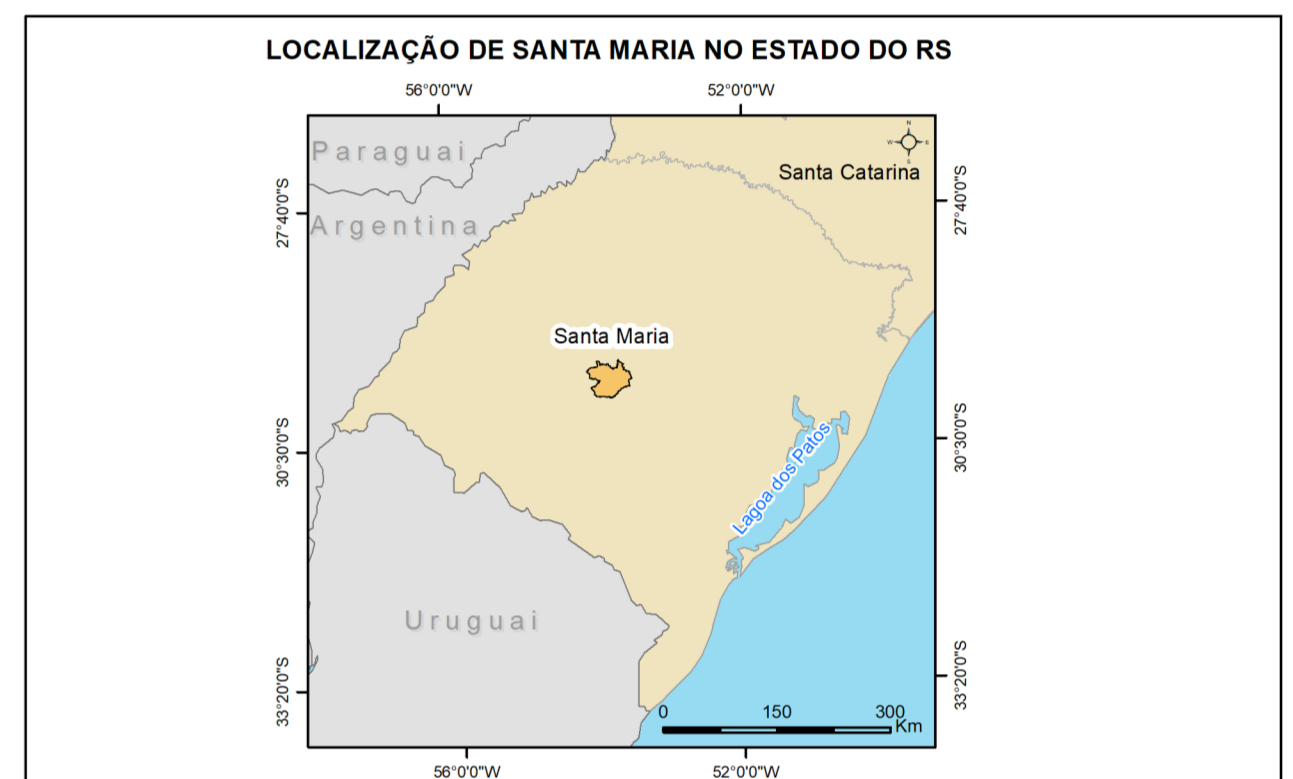 LOCALIZAÇÃO DE SANTA MARIA NO ESTADO DO RS
56°0'0"W 52°0'0"W
N
W E
S
Paraguai
Santa Catarina
27°40'0"S 27°40'0"S
Argentina
Santa Maria
30°30'0"S 30°30'0"S
Lagoa dos Patos
Uruguai
33°20'0"S 33°20'0"S
0 150 300
Km
56°0'0"W 52°0'0"W